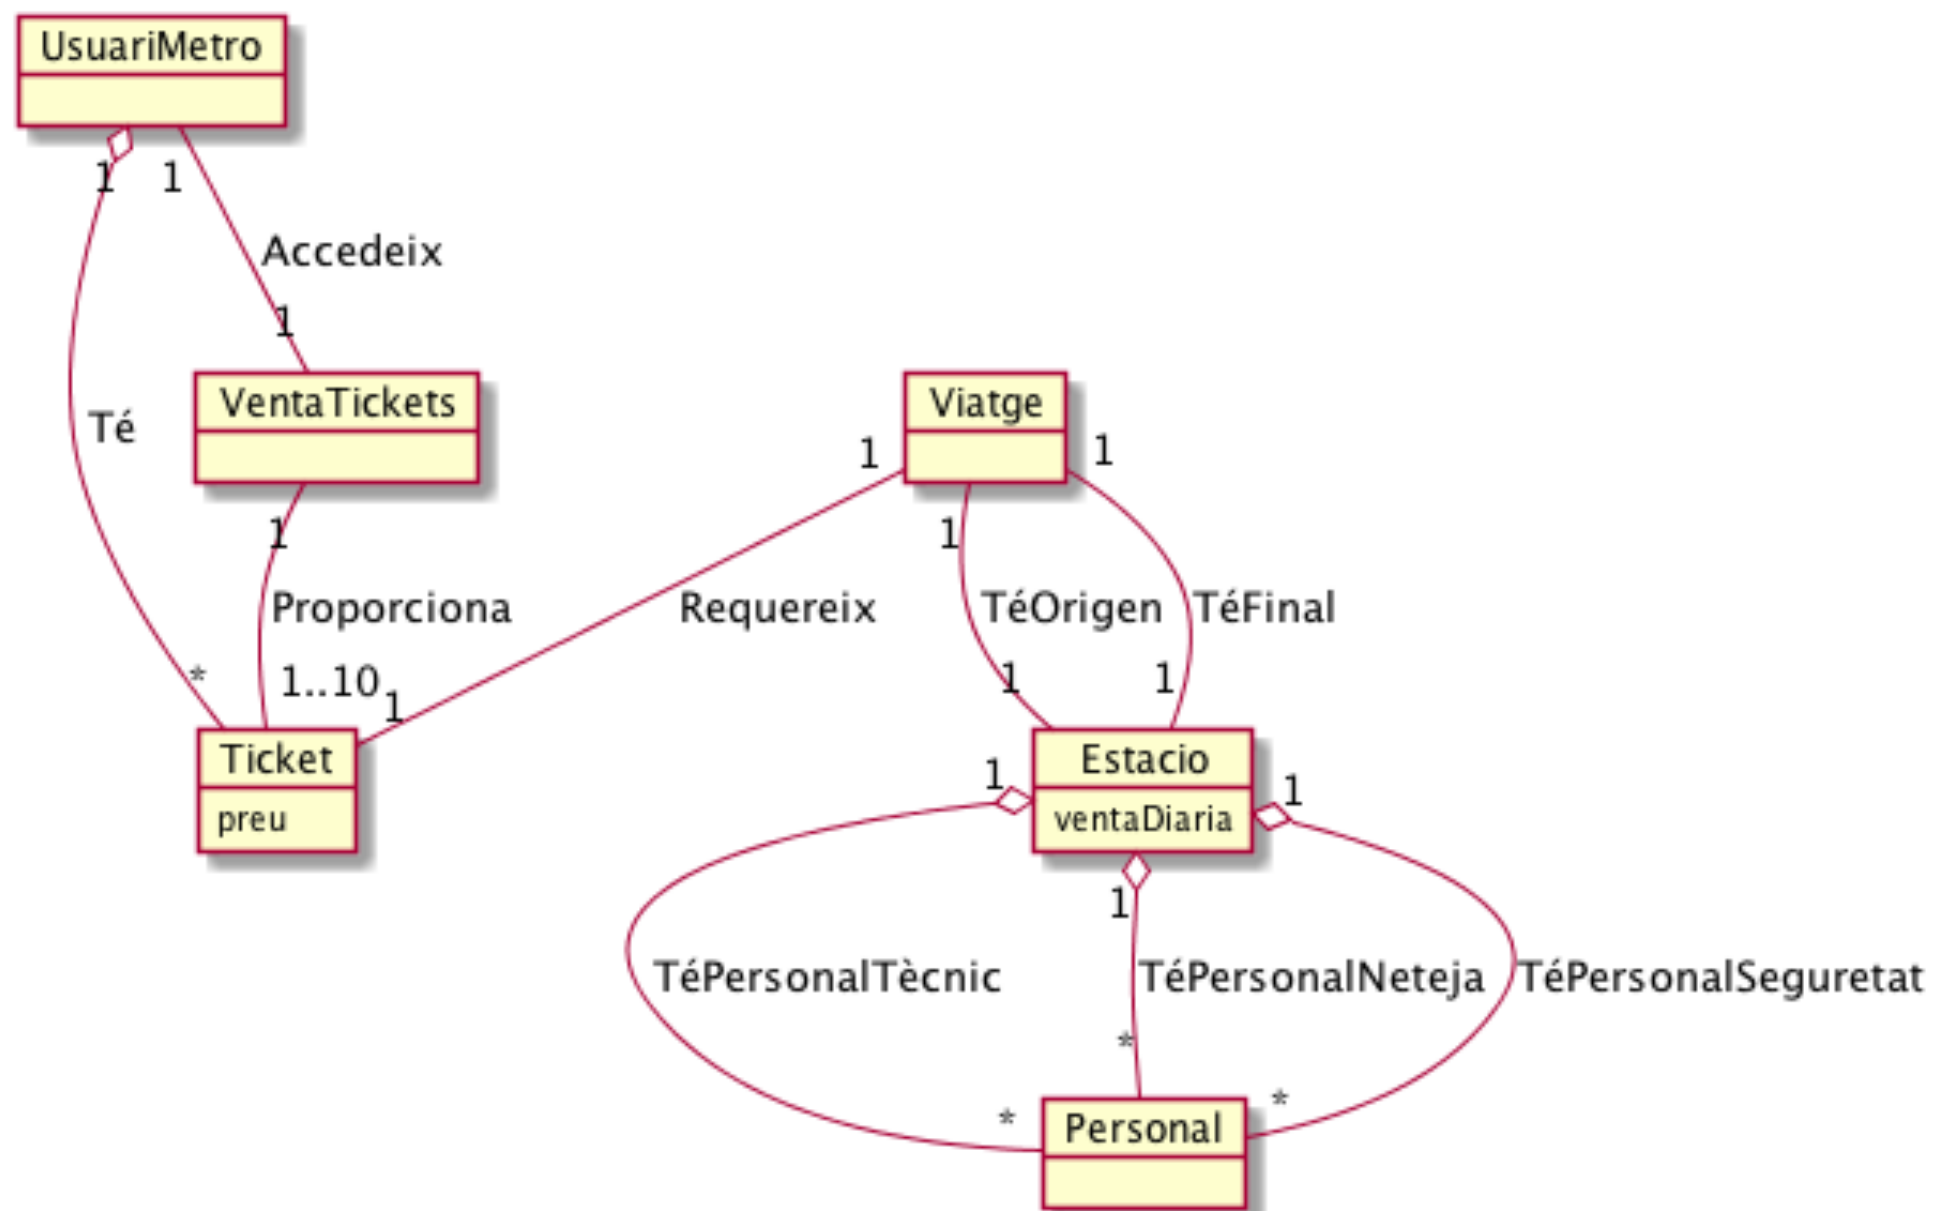 UsuariMetro
1
1
Accedeix
1
VentaTickets
Viatge
Té
1
1
1
1
Proporciona
Requereix
TéOrigen
TéFinal
*
1..10
1
1
1
Ticket
preu
Estacio
ventaDiaria
1
1
1
TéPersonalTècnic
TéPersonalNeteja
TéPersonalSeguretat
*
*
*
Personal